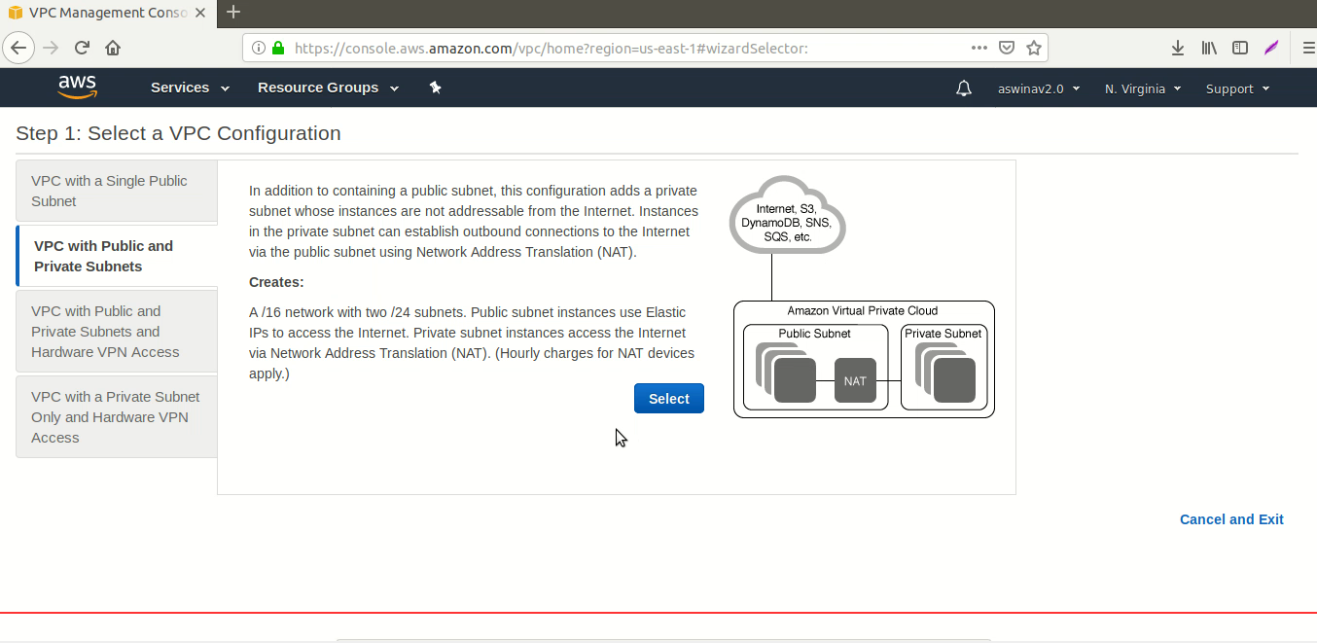 VPC Management Conso
https://console.aws.amazon.com/vpc/home?region=us-east-1#wizardSelector:
aws
Services
Resource Groups
aswinav2.0
N. Virginia
Support
Step 1: Select a VPC Configuration
VPC with a Single Public
Subnet
VPC with Public and
Private Subnets
VPC with Public and
Private Subnets and
Hardware VPN Access
VPC with a Private Subnet
Only and Hardware VPN
Access
In addition to containing a public subnet, this configuration adds a private
subnet whose instances are not addressable from the Internet. Instances
in the private subnet can establish outbound connections to the Internet
via the public subnet using Network Address Translation (NAT).
Creates:
A /16 network with two /24 subnets. Public subnet instances use Elastic
IPs to access the Internet. Private subnet instances access the Internet
via Network Address Translation (NAT). (Hourly charges for NAT devices
apply.)
Select
Internet, S3,
DynamoDB, SNS,
SQS, etc.
Amazon Virtual Private Cloud
Public Subnet
Private Subnet
NAT
Cancel and Exit